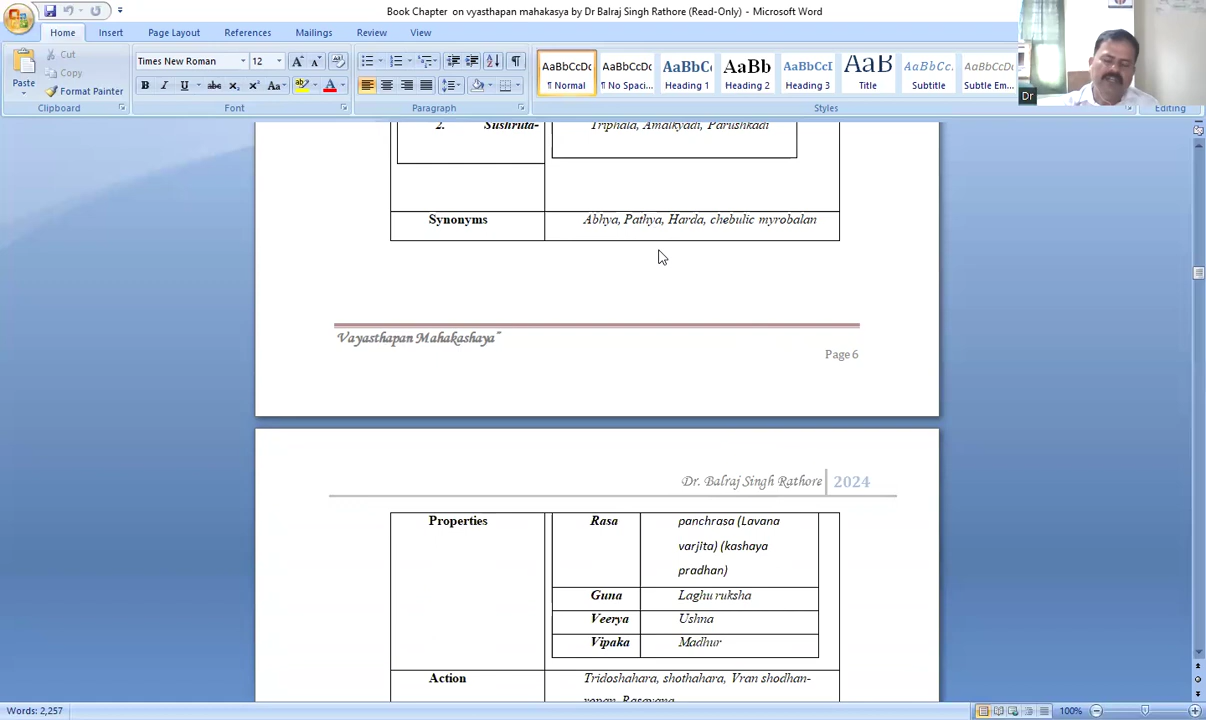 Book Chapter on vyasthapan mahakasya by Dr Balraj Singh Rathore (Read-Only) - Microsoft Word
Home Insert Page Layout References Mailings Review View
Cut
Copy
Format Painter
Paste
Times New Roman 12
AaBbCcDc AaBbCcDc AaBbC AaBb AaBbCcI AaB AaBbCc. AaBbCcDc
¶ Normal ¶ No Spaci... Heading 1 Heading 2 Heading 3 Title Subtitle Subtle Em...
Clipboard Font Paragraph Styles Editing
Dr
2. Sushruta- Triphala, Amalkyadi, Parushkadi
Synonyms Abhya, Pathya, Harda, chebulic myrobalan
Vayasthapan Mahakashaya"
Page 6
Dr. Balraj Singh Rathore 2024
Properties Rasa panchrasa (Lavana
varjita) (kashaya
pradhan)
Guna Laghu ruksha
Veerya Ushna
Vipaka Madhur
Action Tridoshahara, shothahara, Vran shodhan-
ropan, Rasayana
Words: 2,257 100%